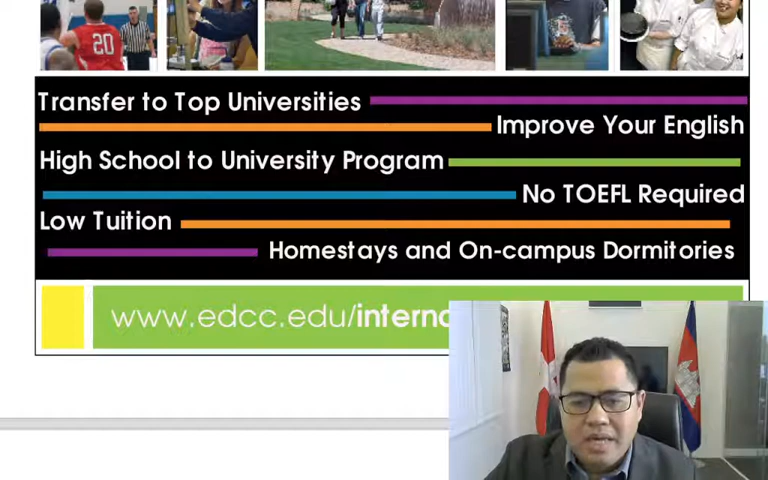 20
Transfer to Top Universities
Improve Your English
High School to University Program
No TOEFL Required
Low Tuition
Homestays and On-campus Dormitories
www.edcc.edu/interna